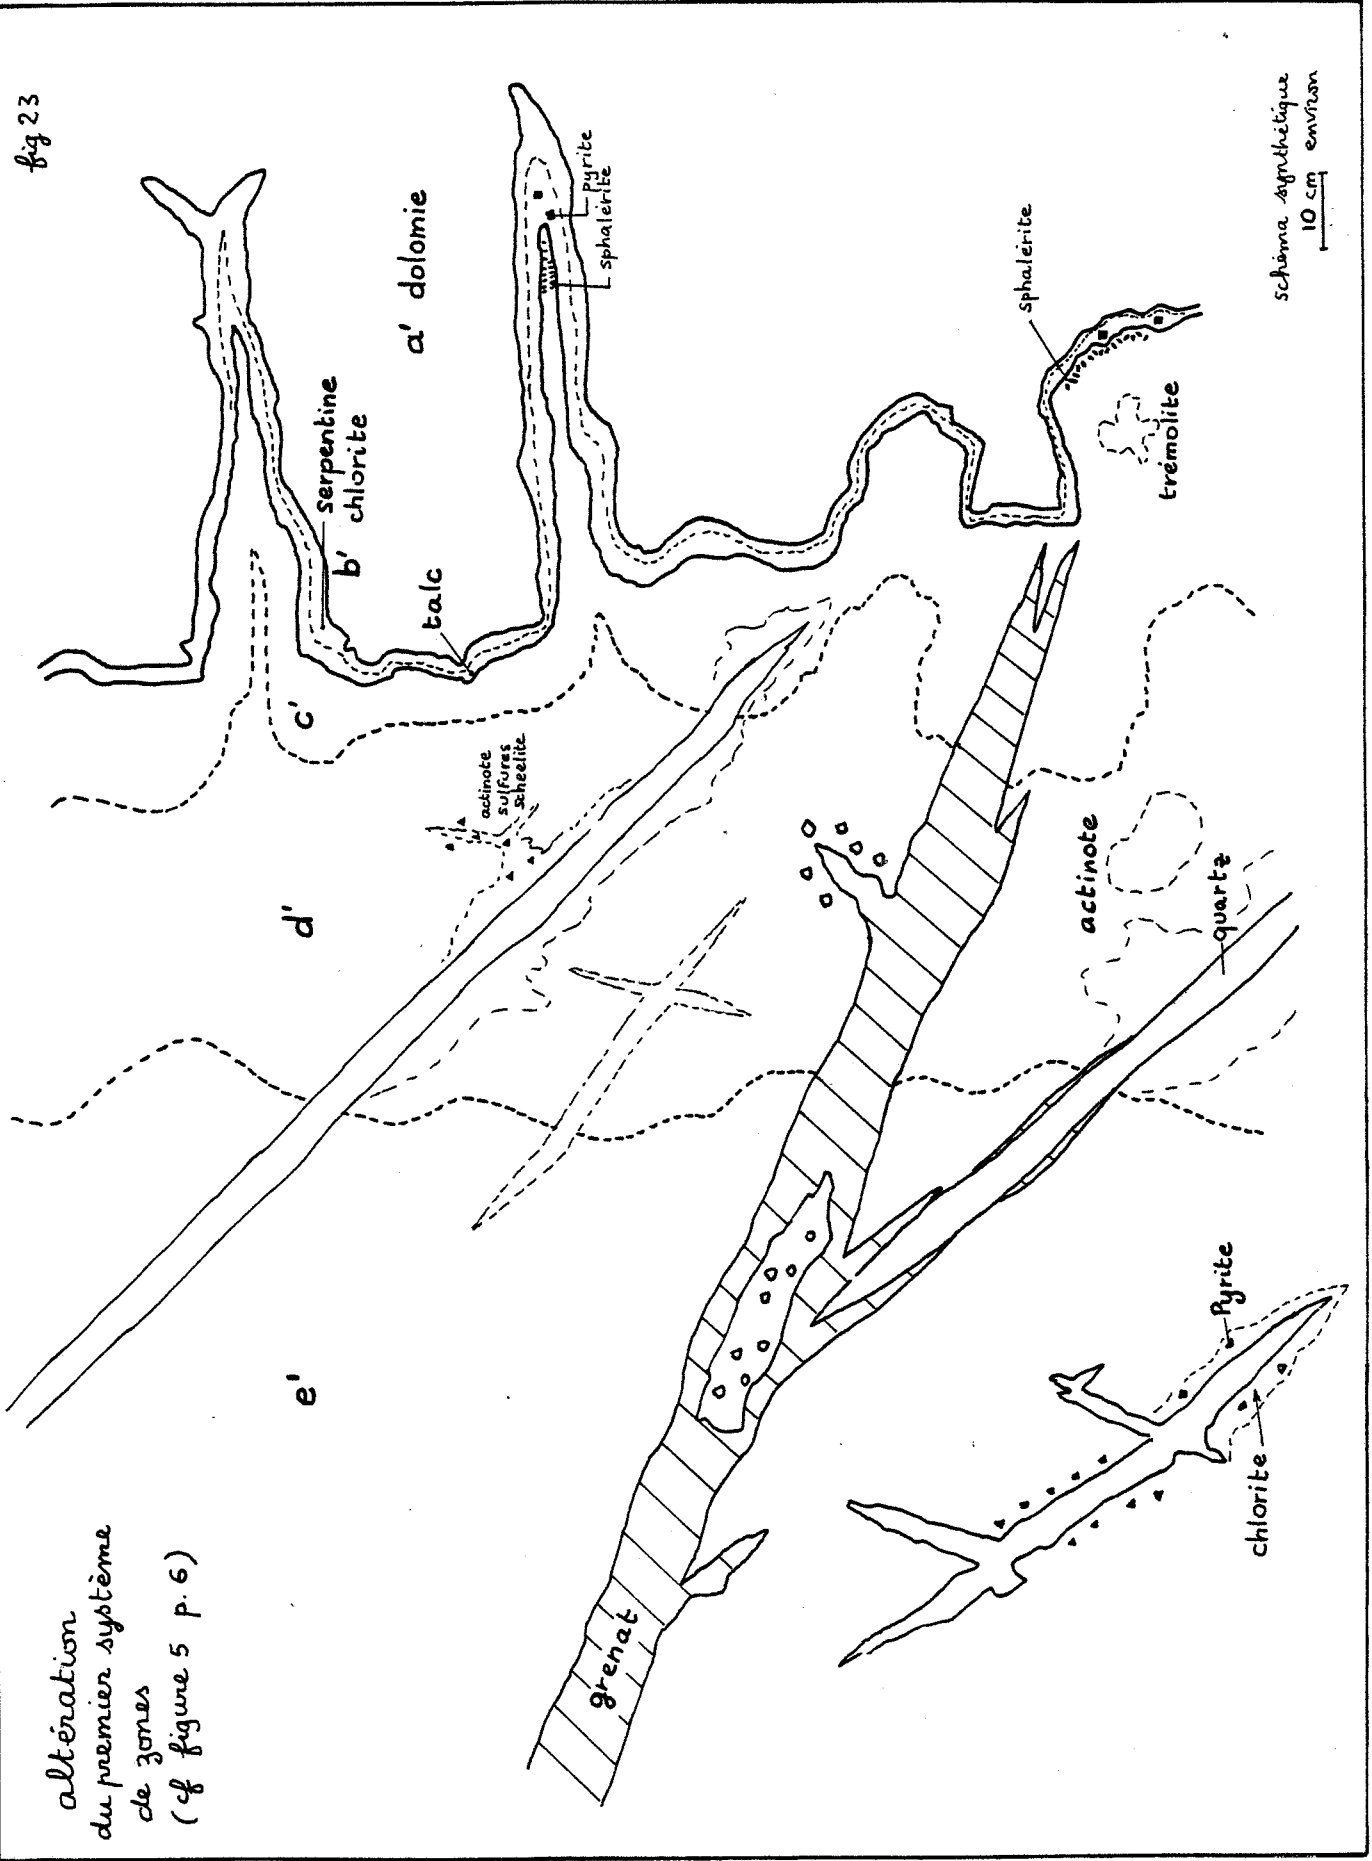 fig 23
altération
du premier système
de zones
(cf figure 5 p. 6)
e'
d'
c'
b'
serpentine
chlorite
talc
a' dolomie
pyrite
sphalérite
actinote
sulfures
scheelite
grenat
sphalérite
trémolite
actinote
quartz
Pyrite
chlorite
schéma synthétique
10 cm environ